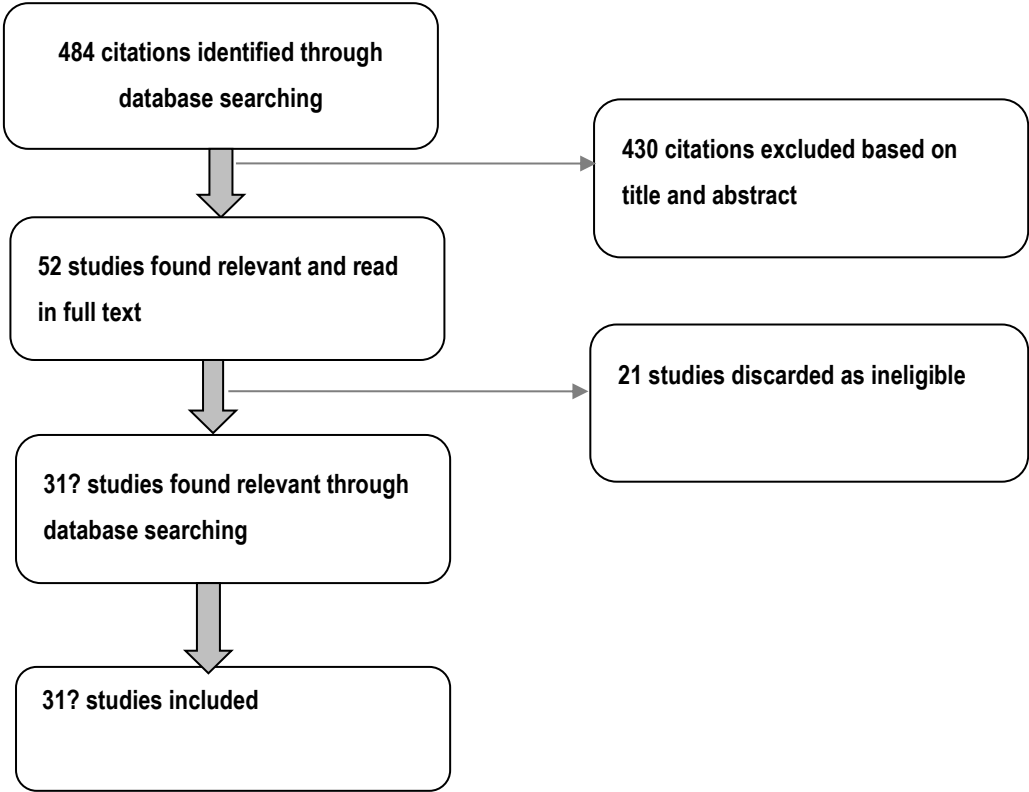 484 citations identified through
database searching
430 citations excluded based on
title and abstract
52 studies found relevant and read
in full text
21 studies discarded as ineligible
31? studies found relevant through
database searching
31? studies included